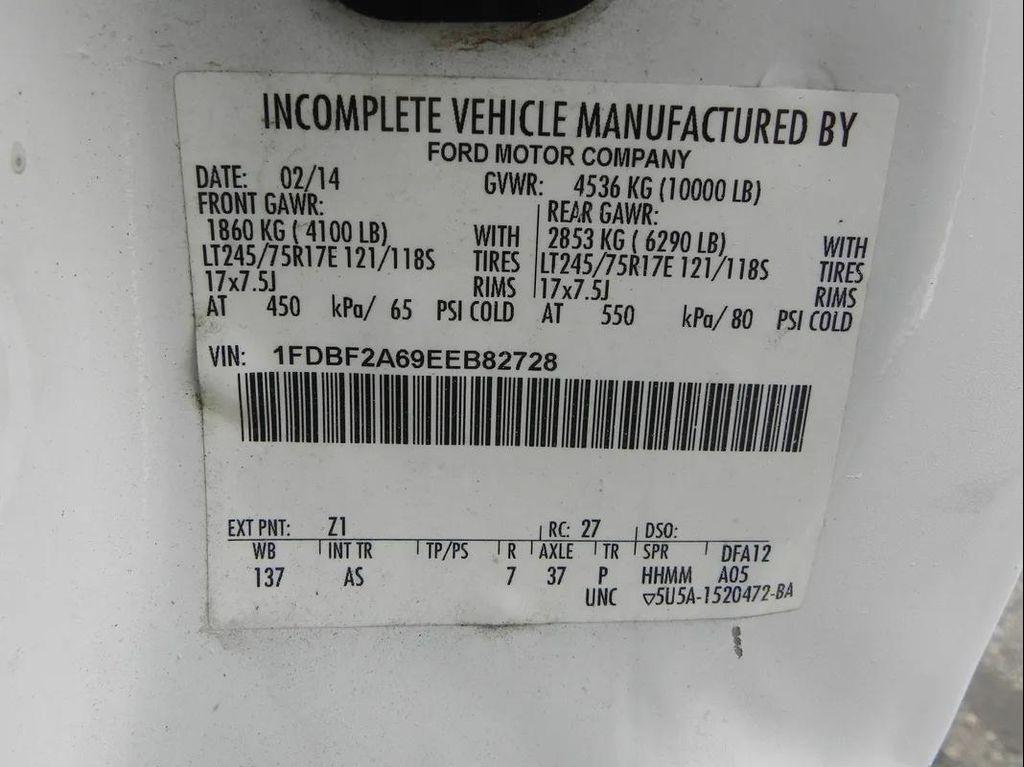 INCOMPLETE VEHICLE MANUFACTURED BY
FORD MOTOR COMPANY
DATE: 02/14 GVWR: 4536 KG (10000 LB)
FRONT GAWR: REAR GAWR:
1860 KG ( 4100 LB) WITH 2853 KG ( 6290 LB) WITH
LT245/75R17E 121/118S TIRES LT245/75R17E 121/118S TIRES
17x7.5J RIMS 17x7.5J RIMS
AT 450 kPa/ 65 PSI COLD AT 550 kPa/ 80 PSI COLD
VIN: 1FDBF2A69EEB82728
EXT PNT: Z1 RC: 27 DSO:
WB INT TR TP/PS R AXLE TR SPR DFA12
137 AS 7 37 P HHMM A05
UNC ▽5U5A-1520472-BA